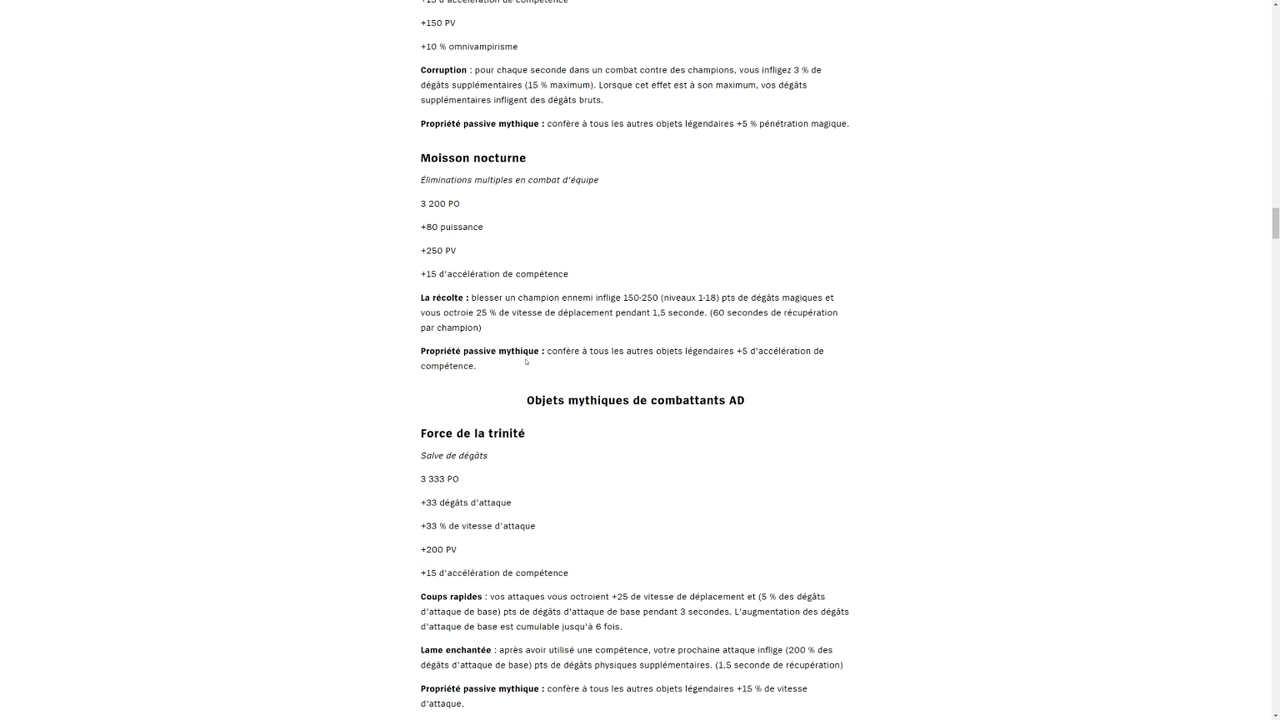 +15 d'accélération de compétence
+150 PV
+10 % omnivampirisme
Corruption : pour chaque seconde dans un combat contre des champions, vous infligez 3 % de
dégâts supplémentaires (15 % maximum). Lorsque cet effet est à son maximum, vos dégâts
supplémentaires infligent des dégâts bruts.
Propriété passive mythique : confère à tous les autres objets légendaires +5 % pénétration magique.
Moisson nocturne
Éliminations multiples en combat d'équipe
3 200 PO
+80 puissance
+250 PV
+15 d'accélération de compétence
La récolte : blesser un champion ennemi inflige 150-250 (niveaux 1-18) pts de dégâts magiques et
vous octroie 25 % de vitesse de déplacement pendant 1,5 seconde. (60 secondes de récupération
par champion)
Propriété passive mythique : confère à tous les autres objets légendaires +5 d'accélération de
compétence.
Objets mythiques de combattants AD
Force de la trinité
Salve de dégâts
3 333 PO
+33 dégâts d'attaque
+33 % de vitesse d'attaque
+200 PV
+15 d'accélération de compétence
Coups rapides : vos attaques vous octroient +25 de vitesse de déplacement et (5 % des dégâts
d'attaque de base) pts de dégâts d'attaque de base pendant 3 secondes. L'augmentation des dégâts
d'attaque de base est cumulable jusqu'à 6 fois.
Lame enchantée : après avoir utilisé une compétence, votre prochaine attaque inflige (200 % des
dégâts d'attaque de base) pts de dégâts physiques supplémentaires. (1,5 seconde de récupération)
Propriété passive mythique : confère à tous les autres objets légendaires +15 % de vitesse
d'attaque.